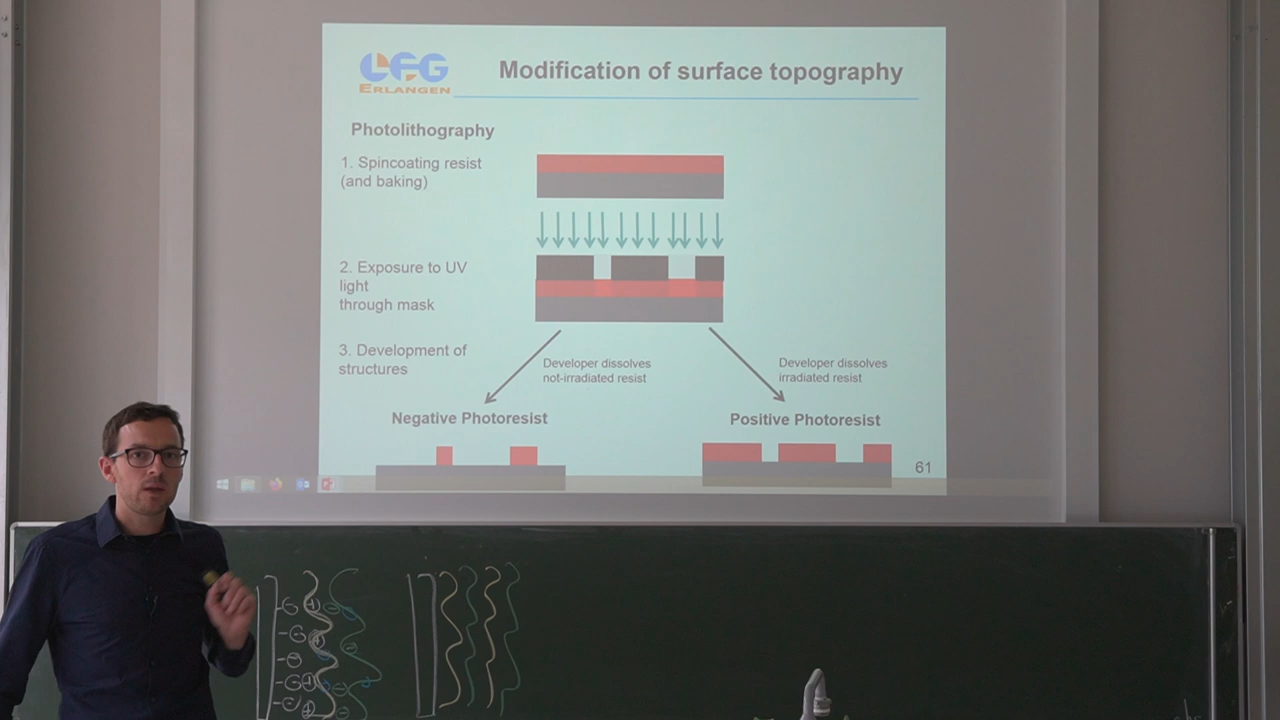 LFG
ERLANGEN
Modification of surface topography
Photolithography
1. Spincoating resist
(and baking)
2. Exposure to UV
light
through mask
3. Development of
structures
Developer dissolves
not-irradiated resist
Developer dissolves
irradiated resist
Negative Photoresist
Positive Photoresist
61